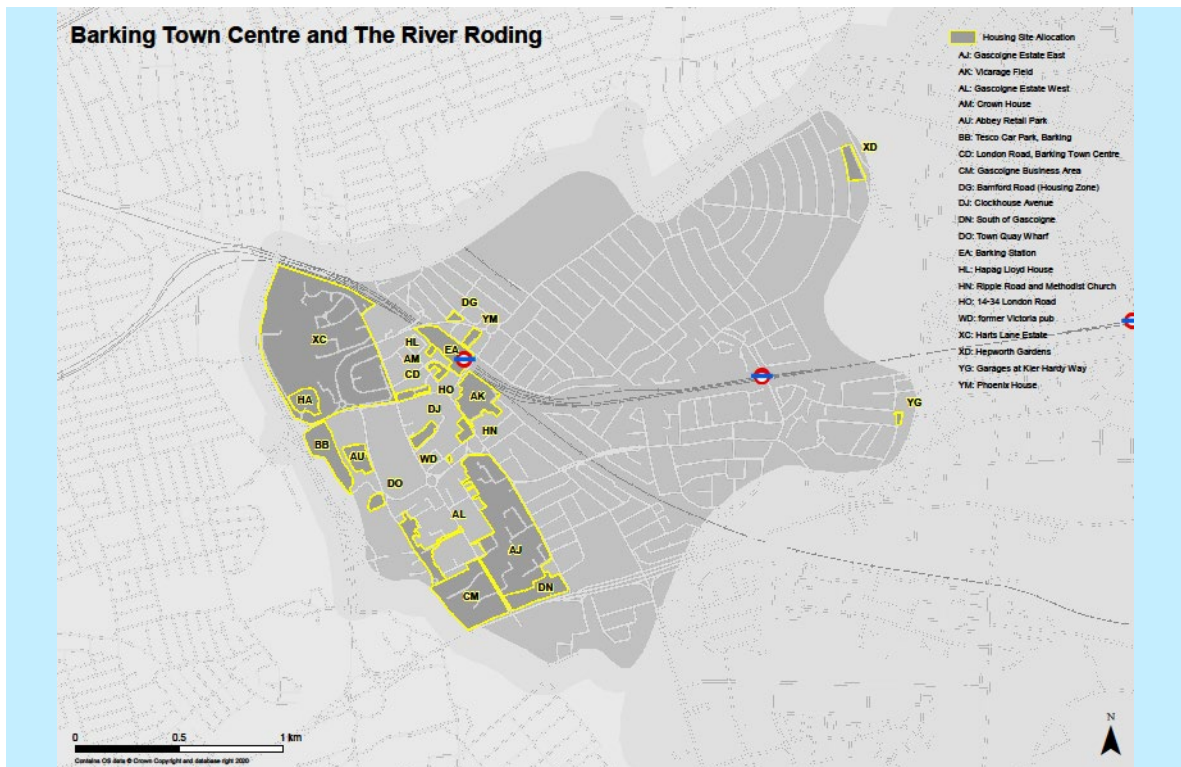 Barking Town Centre and The River Roding
Housing Site Allocation
AJ: Gascoigne Estate East
AK: Vicarage Field
AL: Gascoigne Estate West
AM: Crown House
AU: Abbey Retail Park
BB: Tesco Car Park, Barking
CD: London Road, Barking Town Centre
CM: Gascoigne Business Area
DG: Bamford Road (Housing Zone)
DJ: Clockhouse Avenue
DN: South of Gascoigne
DO: Town Quay Wharf
EA: Barking Station
HL: Hapag Lloyd House
HN: Ripple Road and Methodist Church
HO: 14-34 London Road
WD: former Victoria pub
XC: Harts Lane Estate
XD: Hepworth Gardens
YG: Garages at Kier Hardy Way
YM: Phoenix House
XD
DG
YM
XC
HL
EA
AM
CD
HO
AK
HA
DJ
YG
HN
BB
AU
WD
DO
AL
AJ
DN
CM
0 0.5 1 km
Contains OS data © Crown Copyright and database right 2020
N